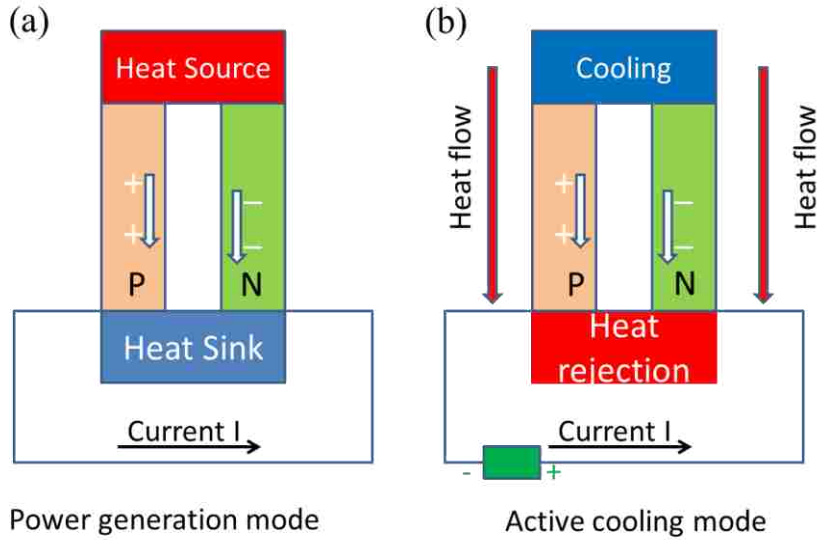 (a)
Heat Source
+
+
−
−
P
N
Heat Sink
Current I
Power generation mode
(b)
Cooling
Heat flow
Heat flow
+
+
−
−
P
N
Heat
rejection
Current I
-
+
Active cooling mode